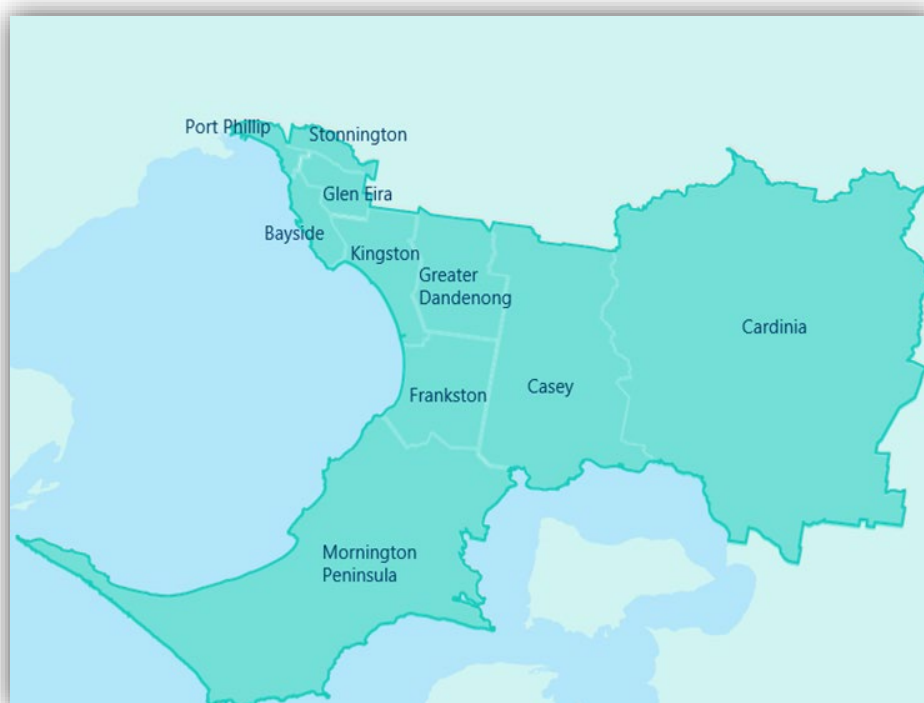 Port Phillip
Stonnington
Glen Eira
Bayside
Kingston
Greater
Dandenong
Cardinia
Casey
Frankston
Mornington
Peninsula